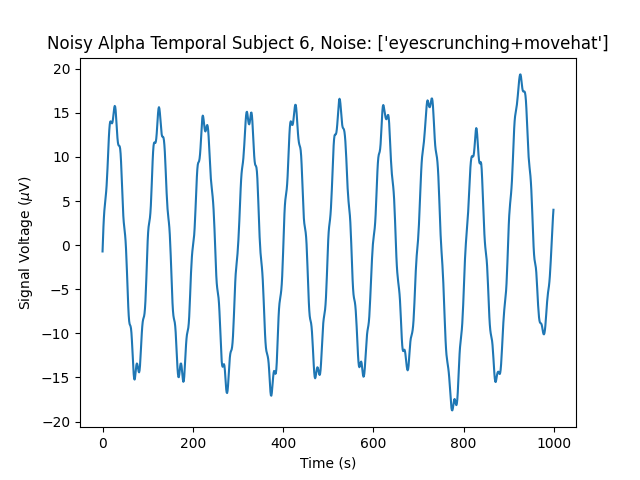 Noisy Alpha Temporal Subject 6, Noise: ['eyescrunching+movehat']
20
15
10
5
0
−5
−10
−15
−20
Signal Voltage (μV)
0 200 400 600 800 1000
Time (s)